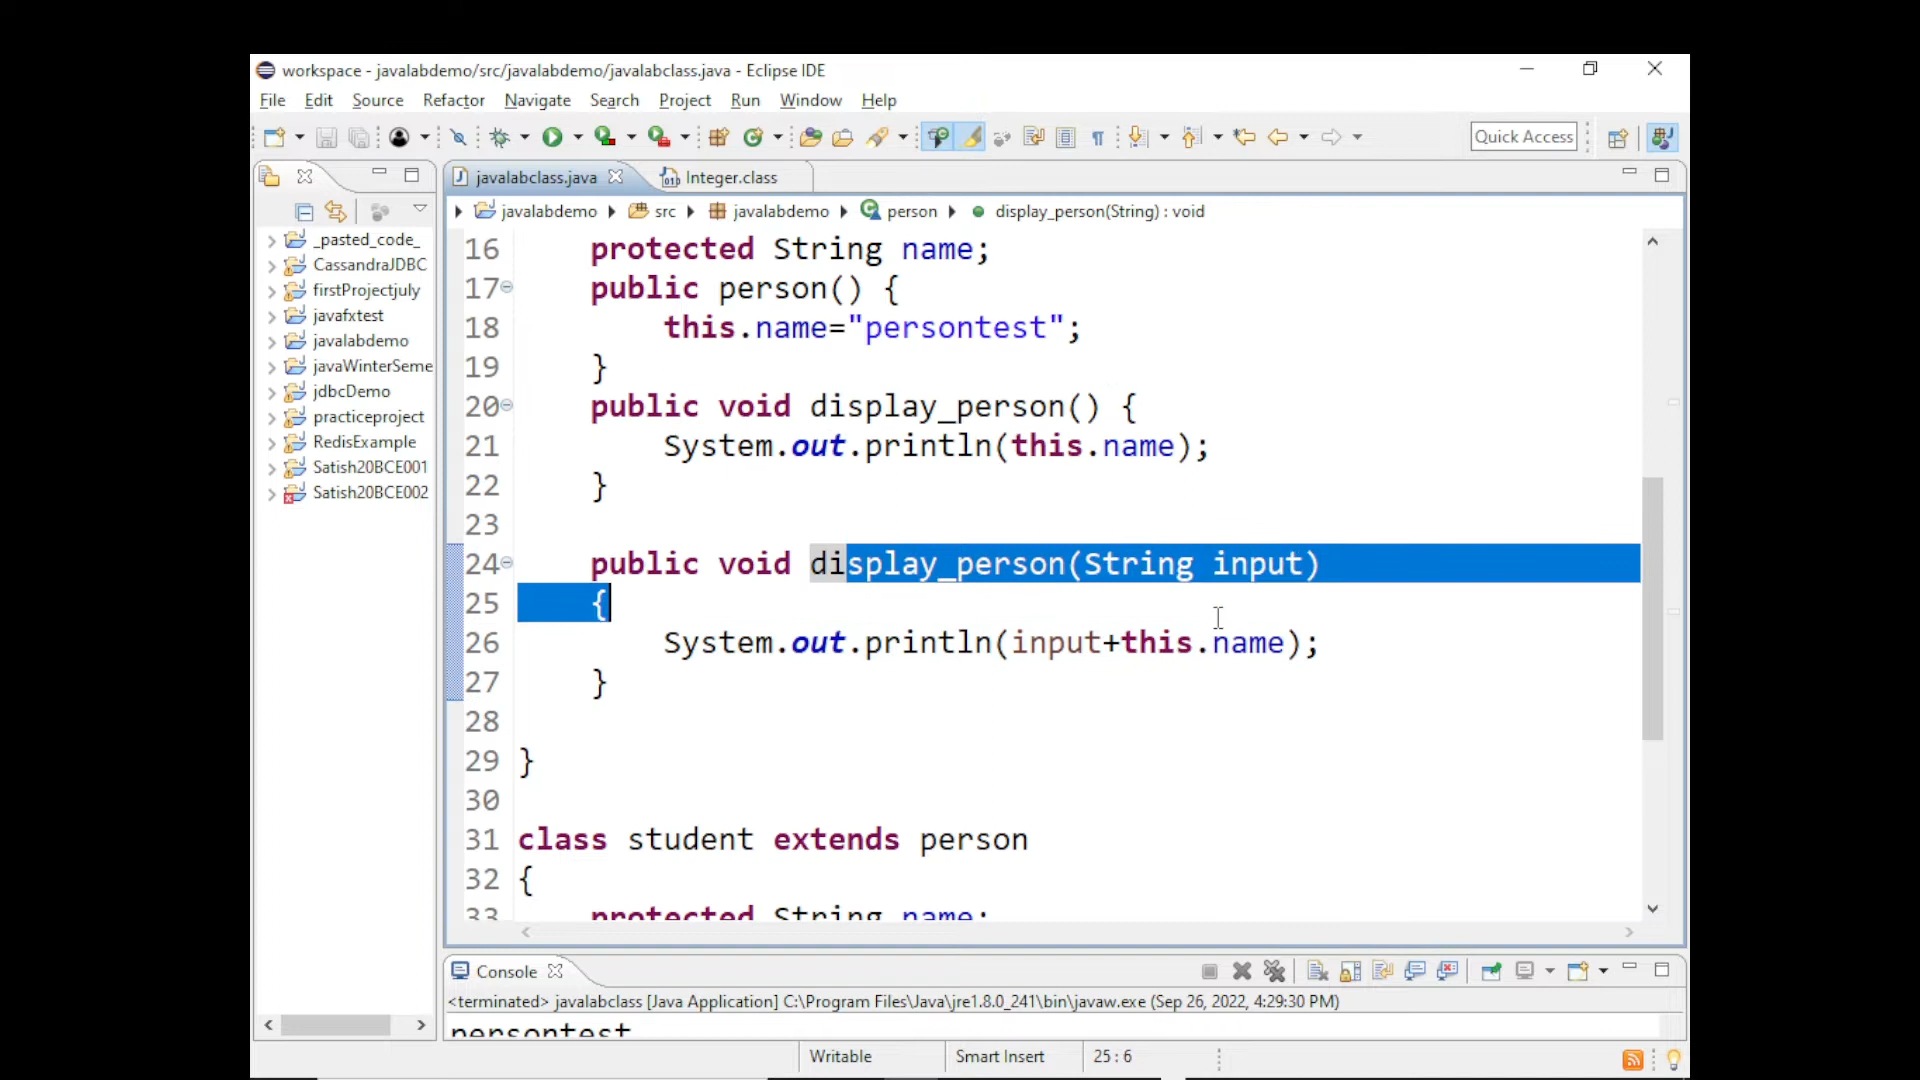 workspace - javalabdemo/src/javalabdemo/javalabclass.java - Eclipse IDE
File Edit Source Refactor Navigate Search Project Run Window Help
Quick Access
javalabclass.java Integer.class
javalabdemo src javalabdemo person display_person(String) : void
_pasted_code_
CassandraJDBC
firstProjectjuly
javafxtest
javalabdemo
javaWinterSeme
jdbcDemo
practiceproject
RedisExample
Satish20BCE001
Satish20BCE002
16 protected String name;
17 public person() {
18 this.name="persontest";
19 }
20 public void display_person() {
21 System.out.println(this.name);
22 }
23
24 public void display_person(String input)
25 {
26 System.out.println(input+this.name);
27 }
28
29 }
30
31 class student extends person
32 {
33 protected String name;
Console
<terminated> javalabclass [Java Application] C:\Program Files\Java\jre1.8.0_241\bin\javaw.exe (Sep 26, 2022, 4:29:30 PM)
persontest
Writable Smart Insert 25 : 6